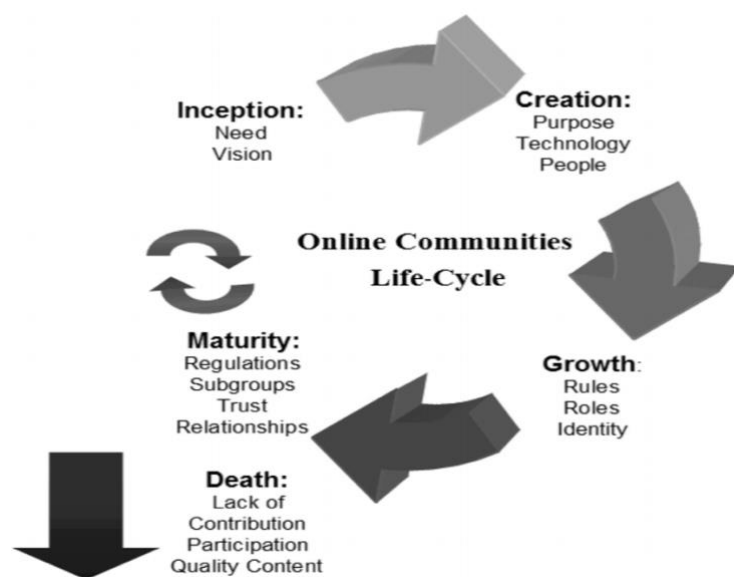 Inception:
Need
Vision
Creation:
Purpose
Technology
People
Online Communities
Life-Cycle
Growth:
Rules
Roles
Identity
Maturity:
Regulations
Subgroups
Trust
Relationships
Death:
Lack of
Contribution
Participation
Quality Content